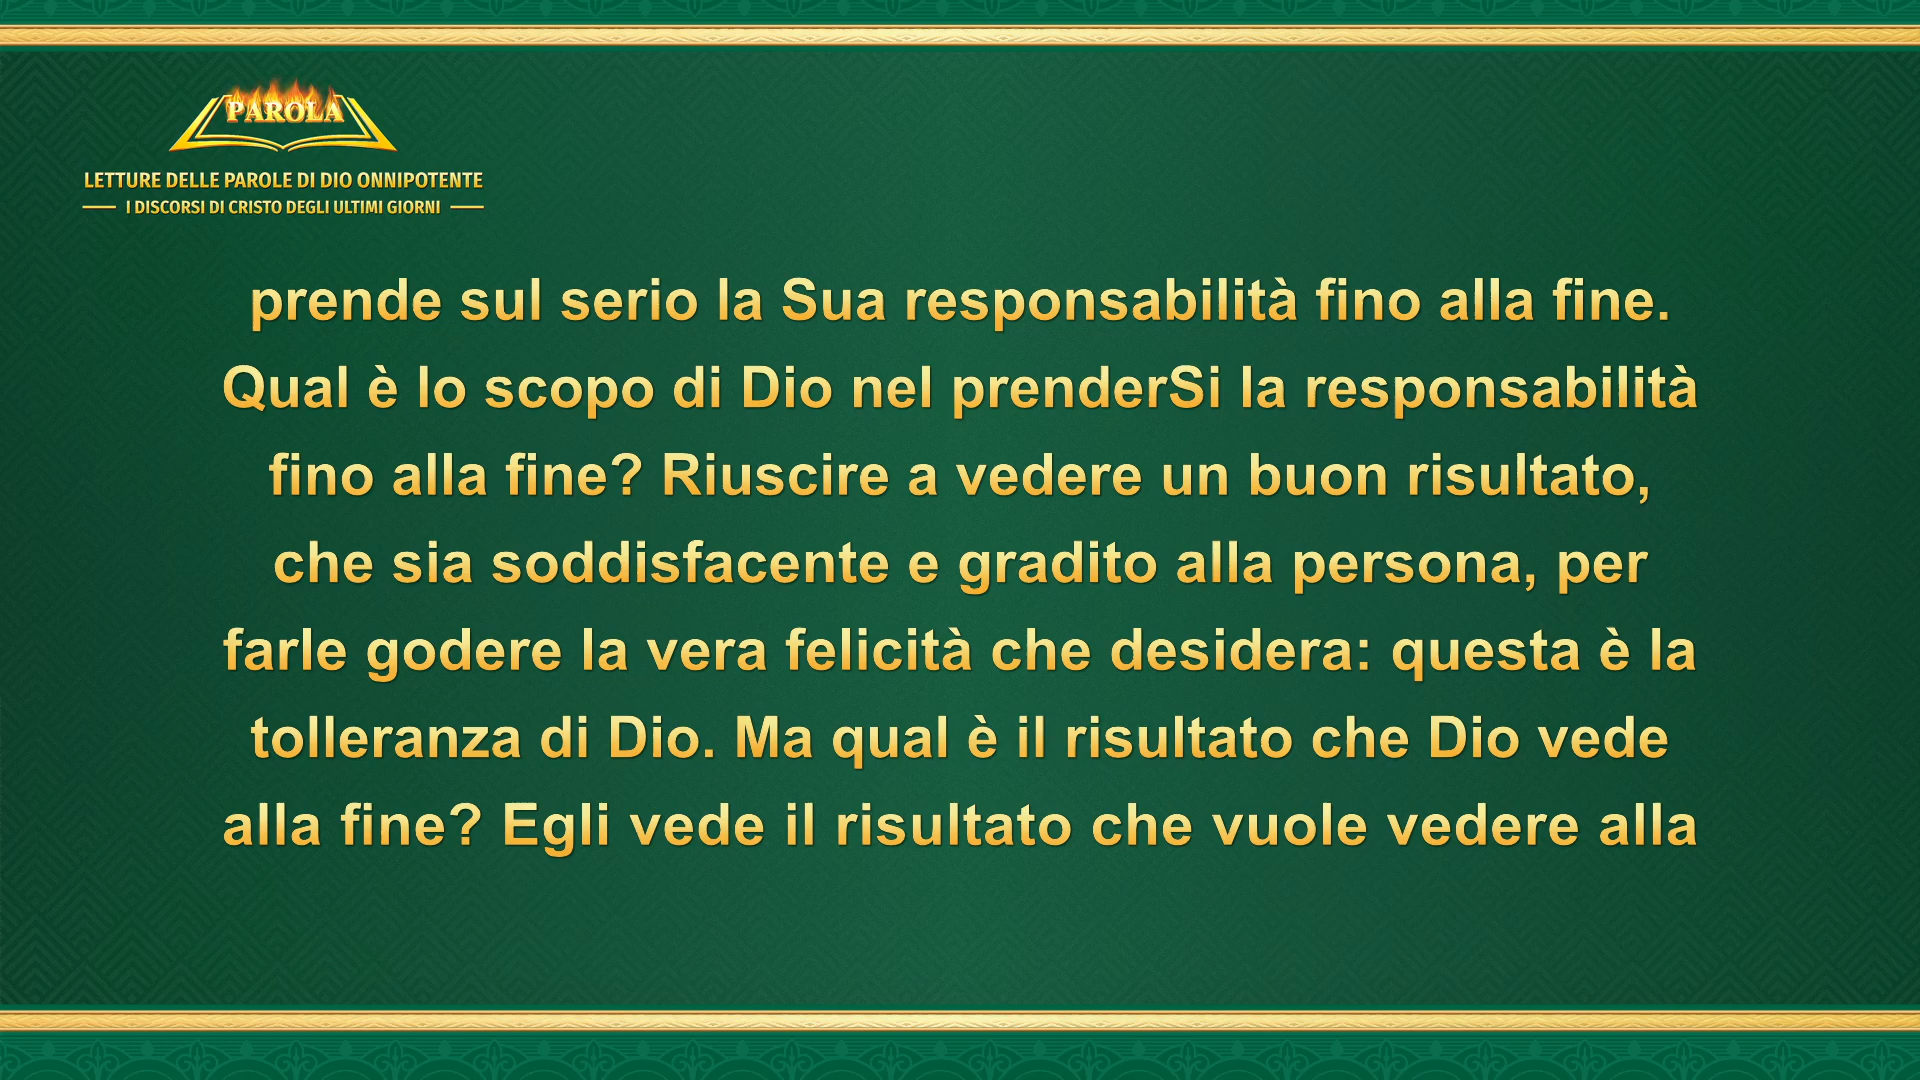 PAROLA
LETTURE DELLE PAROLE DI DIO ONNIPOTENTE
I DISCORSI DI CRISTO DEGLI ULTIMI GIORNI
prende sul serio la Sua responsabilità fino alla fine.
Qual è lo scopo di Dio nel prenderSi la responsabilità
fino alla fine? Riuscire a vedere un buon risultato,
che sia soddisfacente e gradito alla persona, per
farle godere la vera felicità che desidera: questa è la
tolleranza di Dio. Ma qual è il risultato che Dio vede
alla fine? Egli vede il risultato che vuole vedere alla